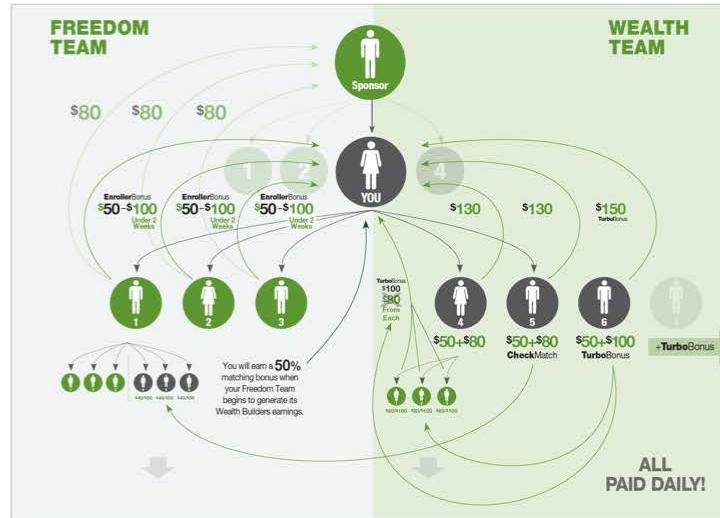 FREEDOM
TEAM
WEALTH
TEAM
Sponsor
$80
$80
$80
1
2
4
YOU
EnrollerBonus
$50-$100
Under 2
Weeks
EnrollerBonus
$50-$100
Under 2
Weeks
EnrollerBonus
$50-$100
Under 2
Weeks
$130
$130
$150
TurboBonus
TurboBonus
$100
$80
From
Each
1
2
3
4
5
6
$50+$80
$50+$80
CheckMatch
$50+$100
TurboBonus
+TurboBonus
You will earn a 50%
matching bonus when
your Freedom Team
begins to generate its
Wealth Builders earnings.
ALL
PAID DAILY!